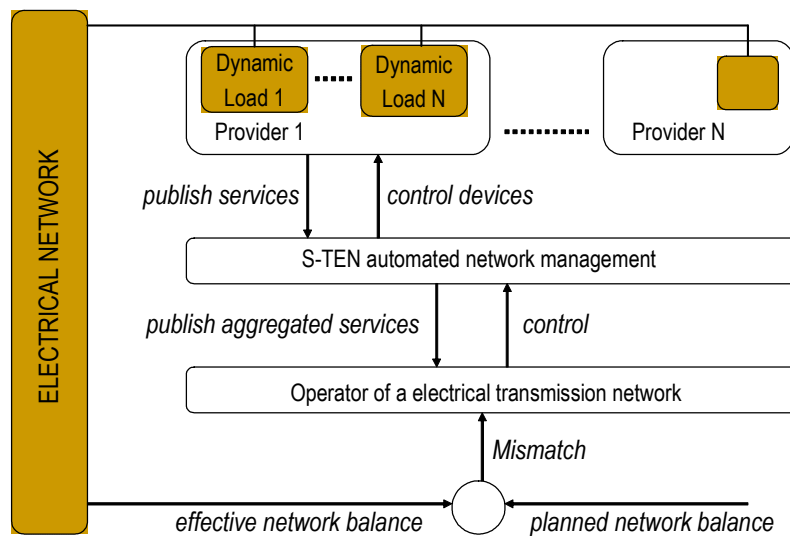 ELECTRICAL NETWORK
Dynamic
Load 1
Dynamic
Load N
Provider 1
Provider N
publish services
control devices
S-TEN automated network management
publish aggregated services
control
Operator of a electrical transmission network
Mismatch
effective network balance
planned network balance